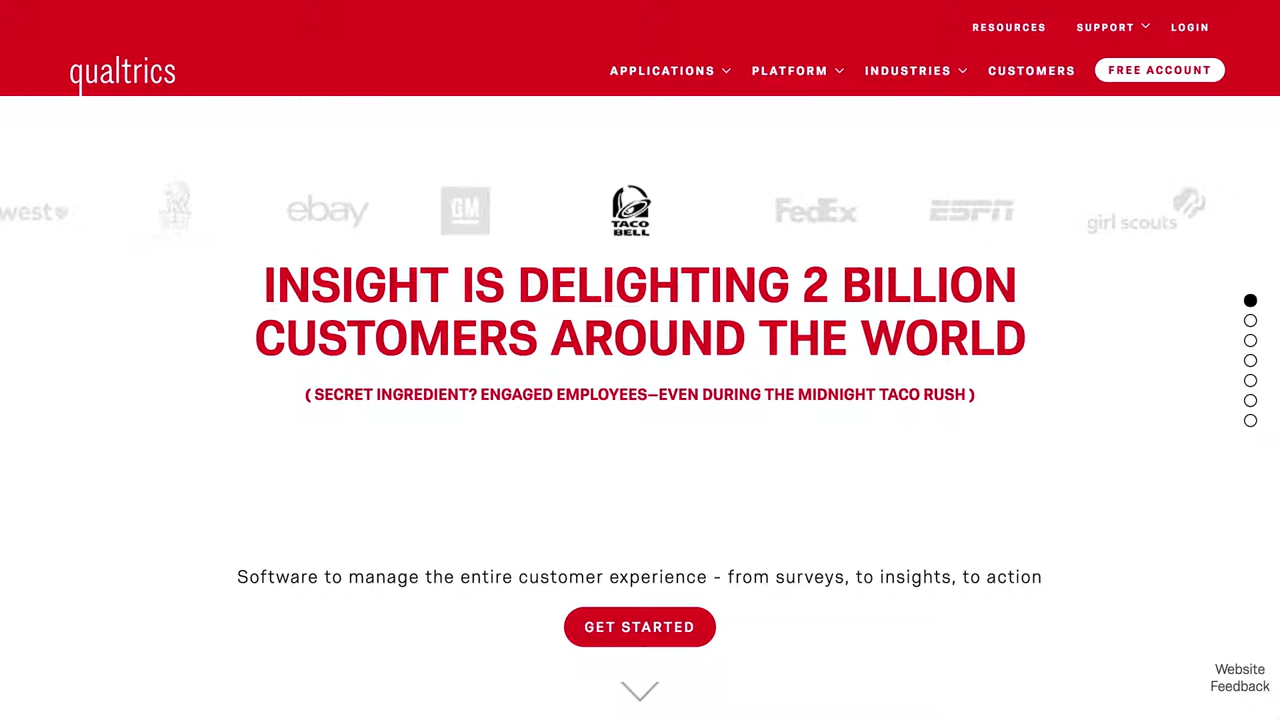 RESOURCES SUPPORT LOGIN
qualtrics
APPLICATIONS PLATFORM INDUSTRIES CUSTOMERS FREE ACCOUNT
west ebay GM TACO BELL FedEx ESPN girl scouts
INSIGHT IS DELIGHTING 2 BILLION
CUSTOMERS AROUND THE WORLD
( SECRET INGREDIENT? ENGAGED EMPLOYEES—EVEN DURING THE MIDNIGHT TACO RUSH )
Software to manage the entire customer experience - from surveys, to insights, to action
GET STARTED
Website
Feedback